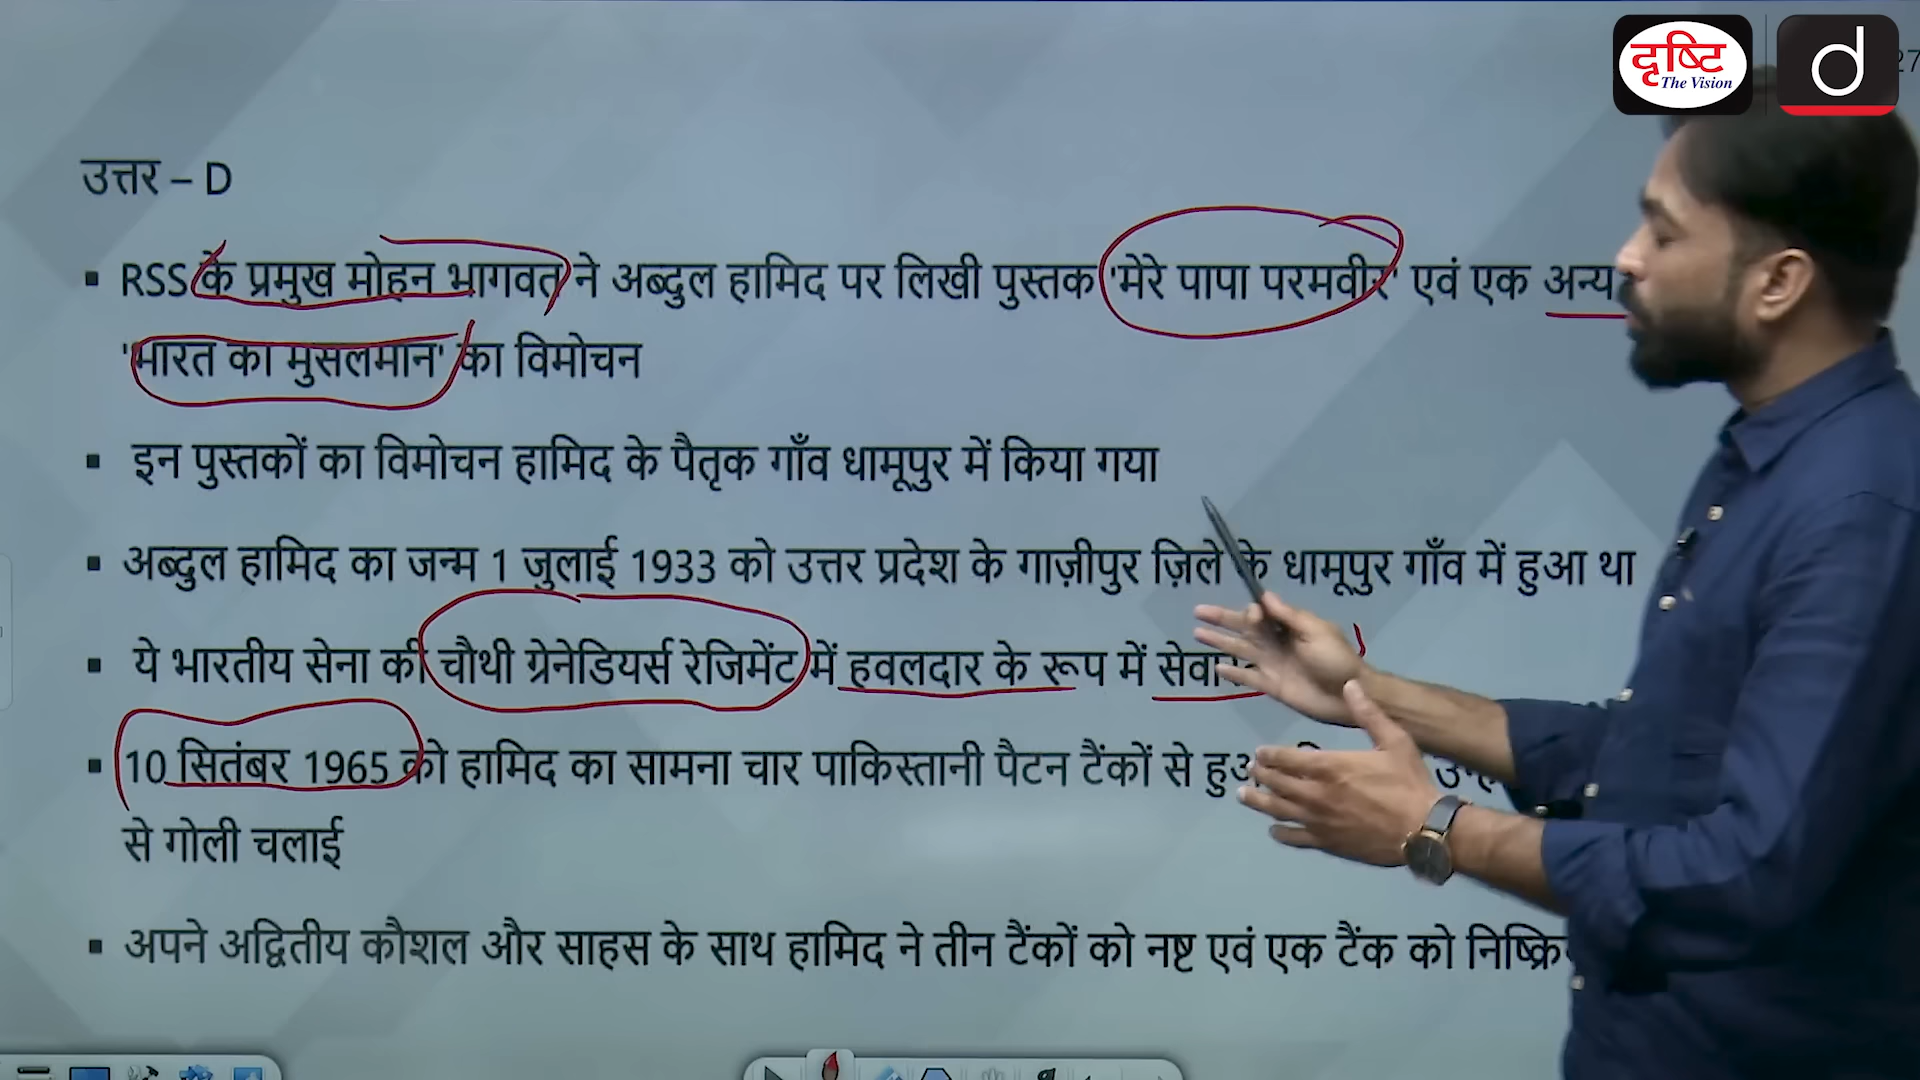 दृष्टि
The Vision
d
27
उत्तर – D
▪ RSS के प्रमुख मोहन भागवत ने अब्दुल हामिद पर लिखी पुस्तक 'मेरे पापा परमवीर' एवं एक अन्य
'भारत का मुसलमान' का विमोचन
▪ इन पुस्तकों का विमोचन हामिद के पैतृक गाँव धामूपुर में किया गया
▪ अब्दुल हामिद का जन्म 1 जुलाई 1933 को उत्तर प्रदेश के गाज़ीपुर ज़िले के धामूपुर गाँव में हुआ था
▪ ये भारतीय सेना की चौथी ग्रेनेडियर्स रेजिमेंट में हवलदार के रूप में
▪ 10 सितंबर 1965 को हामिद का सामना चार पाकिस्तानी पैटन टैंकों से
से गोली चलाई
▪ अपने अद्वितीय कौशल और साहस के साथ हामिद ने तीन टैंकों को नष्ट एवं एक टैंक को